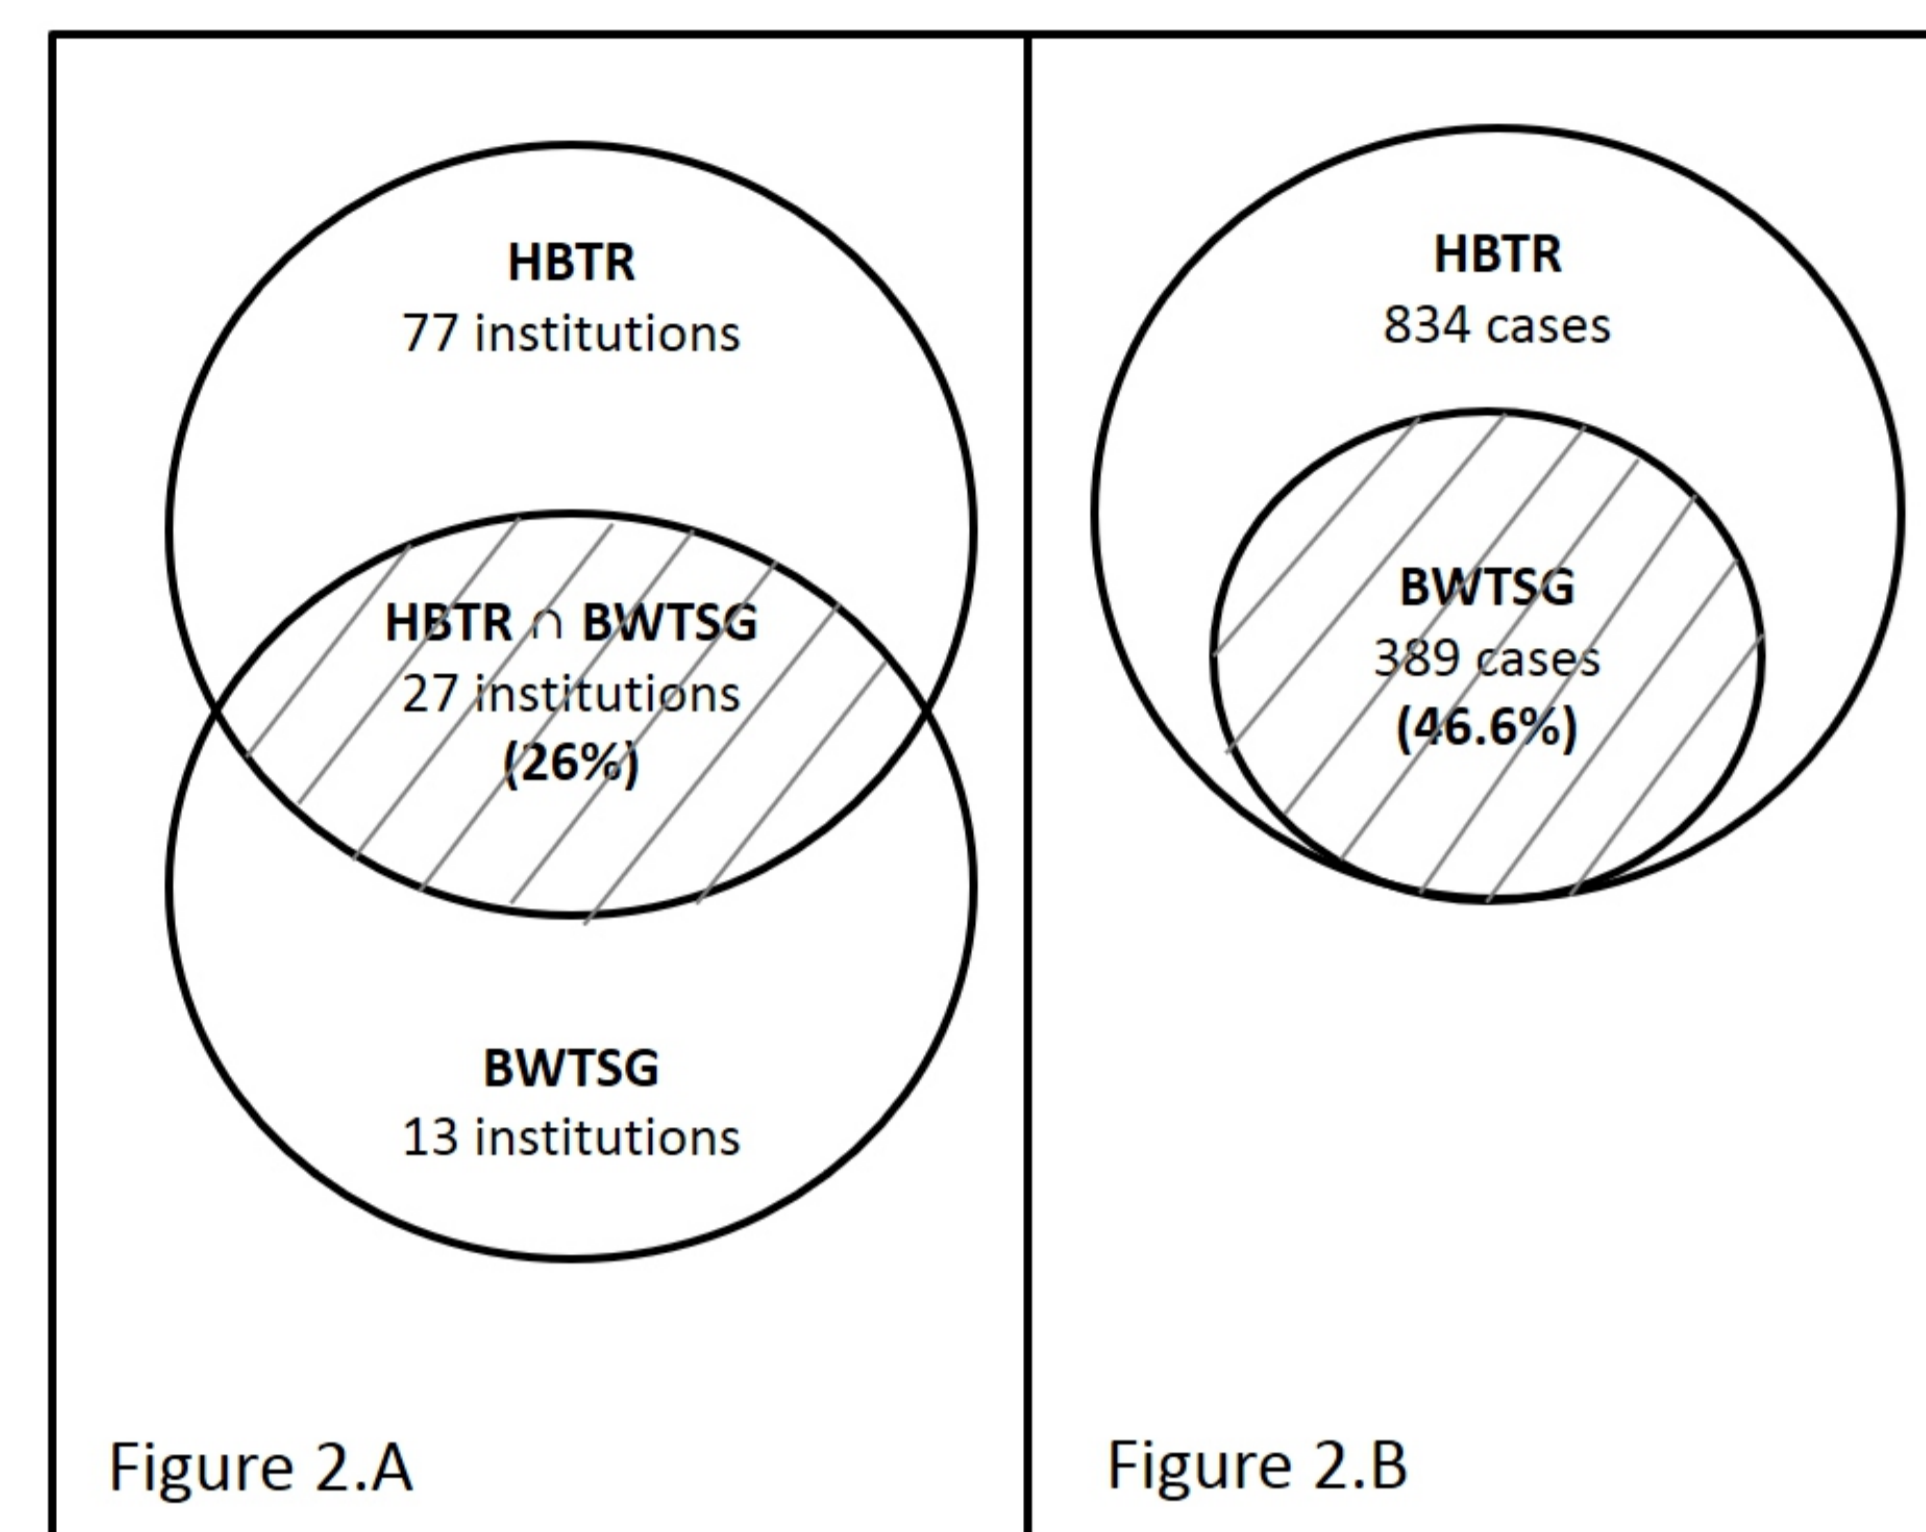 HBTR
77 institutions
HBTR ∩ BWTSG
27 institutions
(26%)
BWTSG
13 institutions
Figure 2.A
HBTR
834 cases
BWTSG
389 cases
(46.6%)
Figure 2.B